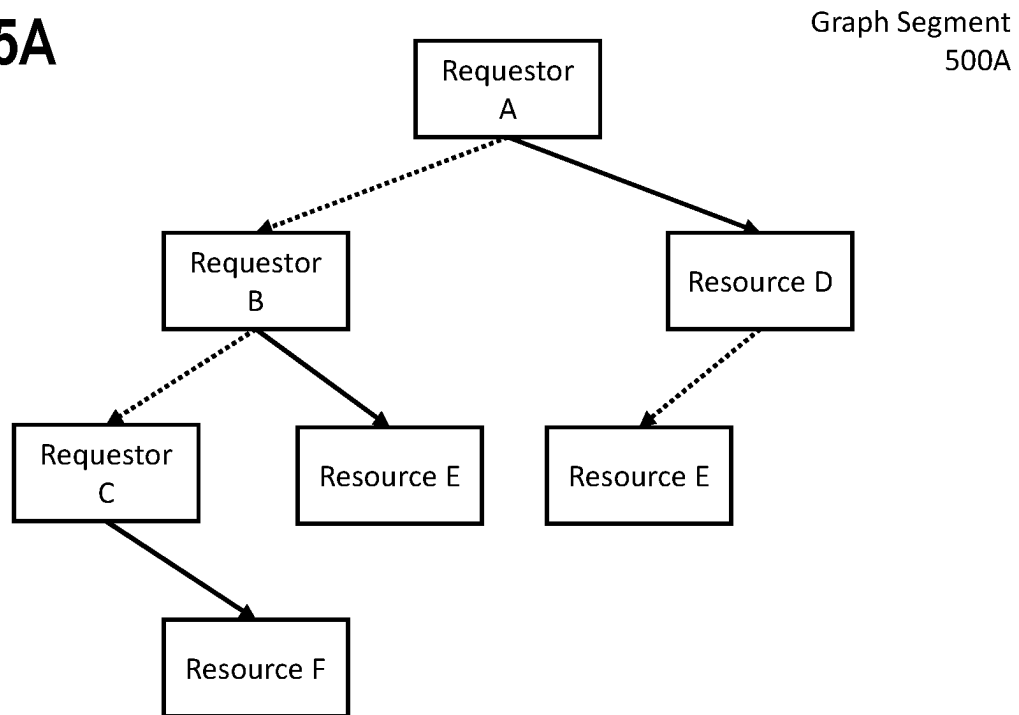 5A
Graph Segment
500A
Requestor
A
Requestor
B
Resource D
Requestor
C
Resource E
Resource E
Resource F